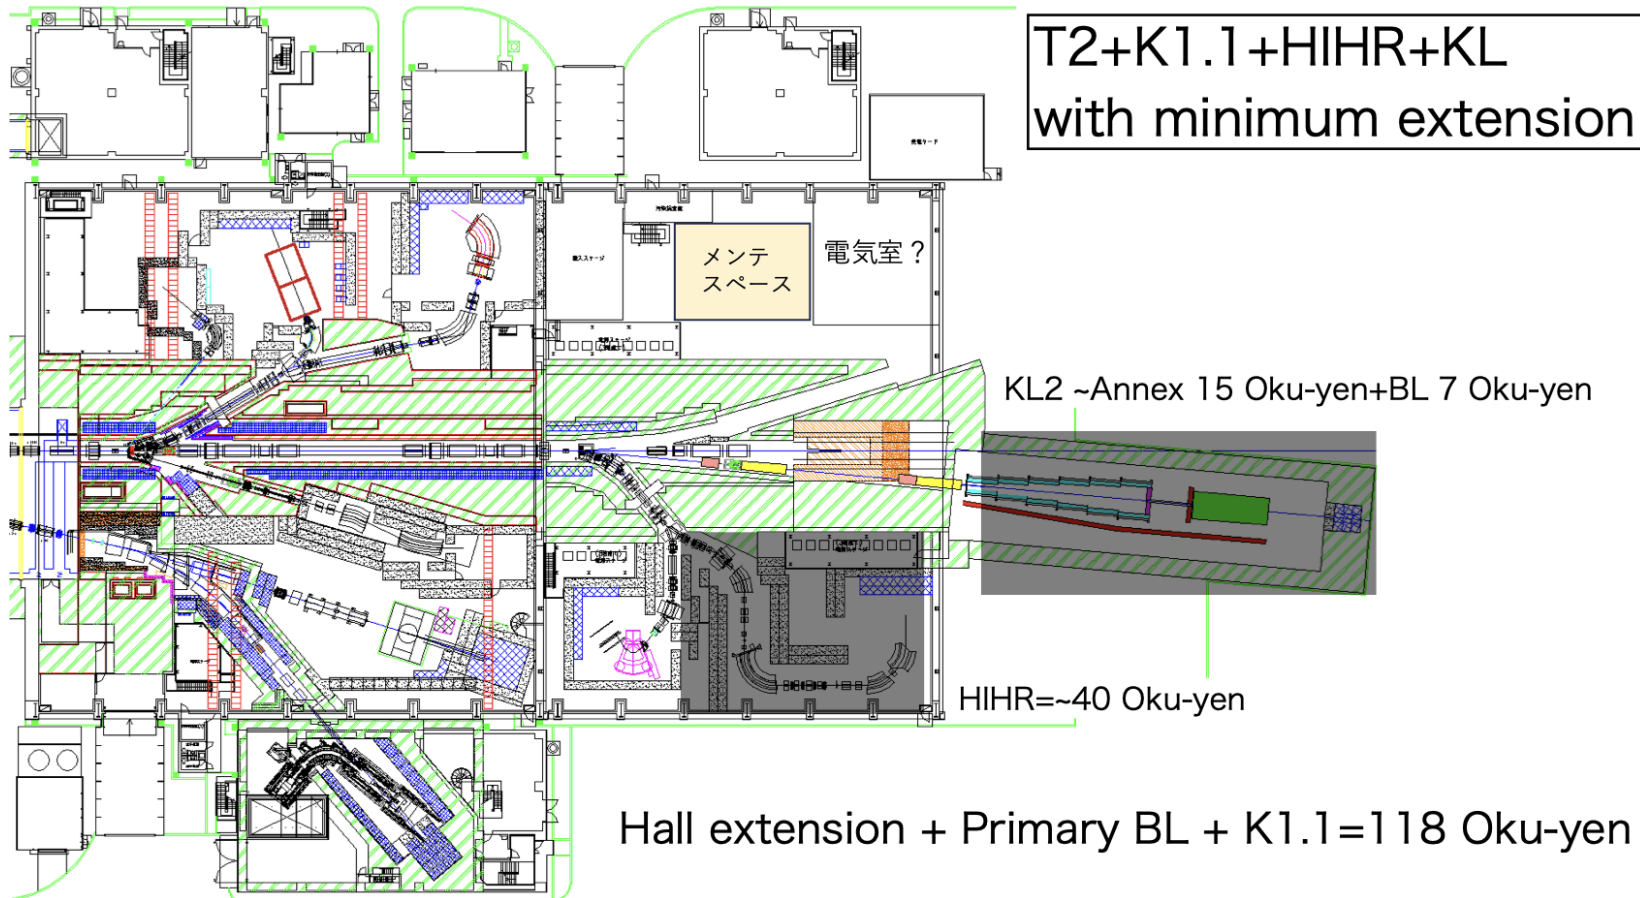 T2+K1.1+HIHR+KL
with minimum extension
メンテ
スペース
電気室？
KL2 ~Annex 15 Oku-yen+BL 7 Oku-yen
HIHR=~40 Oku-yen
Hall extension + Primary BL + K1.1=118 Oku-yen